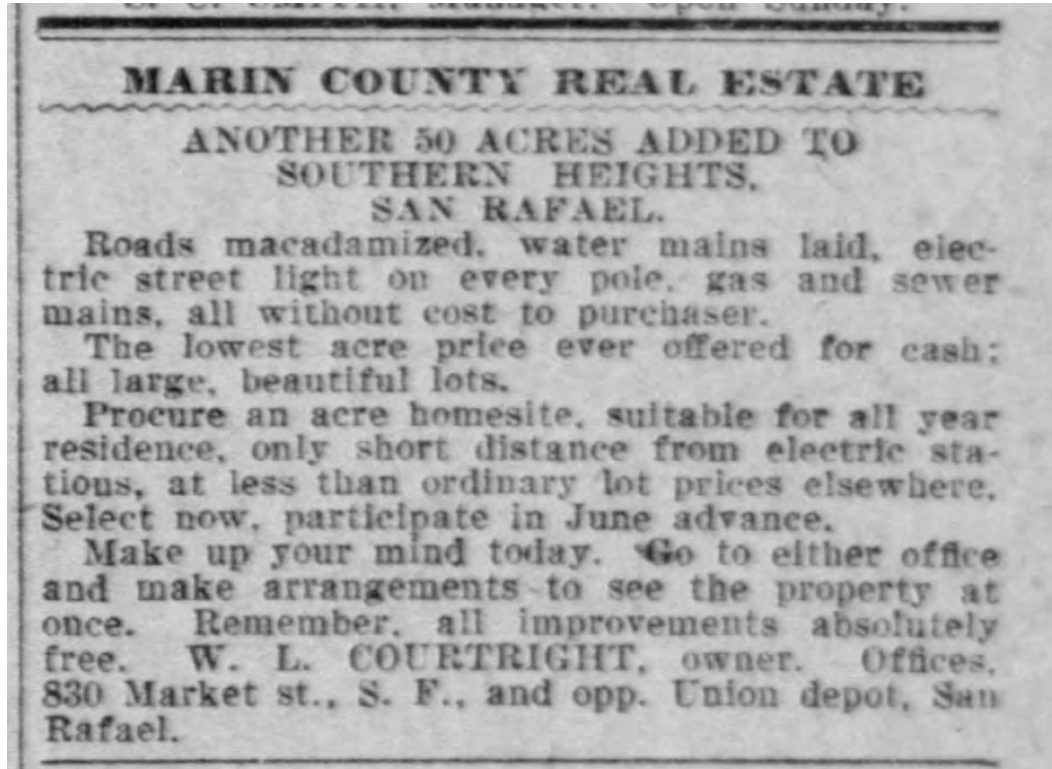 Manager. Open Sunday.
MARIN COUNTY REAL ESTATE
ANOTHER 50 ACRES ADDED TO
SOUTHERN HEIGHTS,
SAN RAFAEL.
Roads macadamized, water mains laid, elec-
tric street light on every pole, gas and sewer
mains, all without cost to purchaser.
The lowest acre price ever offered for cash;
all large, beautiful lots.
Procure an acre homesite, suitable for all year
residence, only short distance from electric sta-
tions, at less than ordinary lot prices elsewhere.
Select now, participate in June advance.
Make up your mind today. Go to either office
and make arrangements to see the property at
once. Remember, all improvements absolutely
free. W. L. COURTRIGHT, owner. Offices,
830 Market st., S. F., and opp. Union depot, San
Rafael.